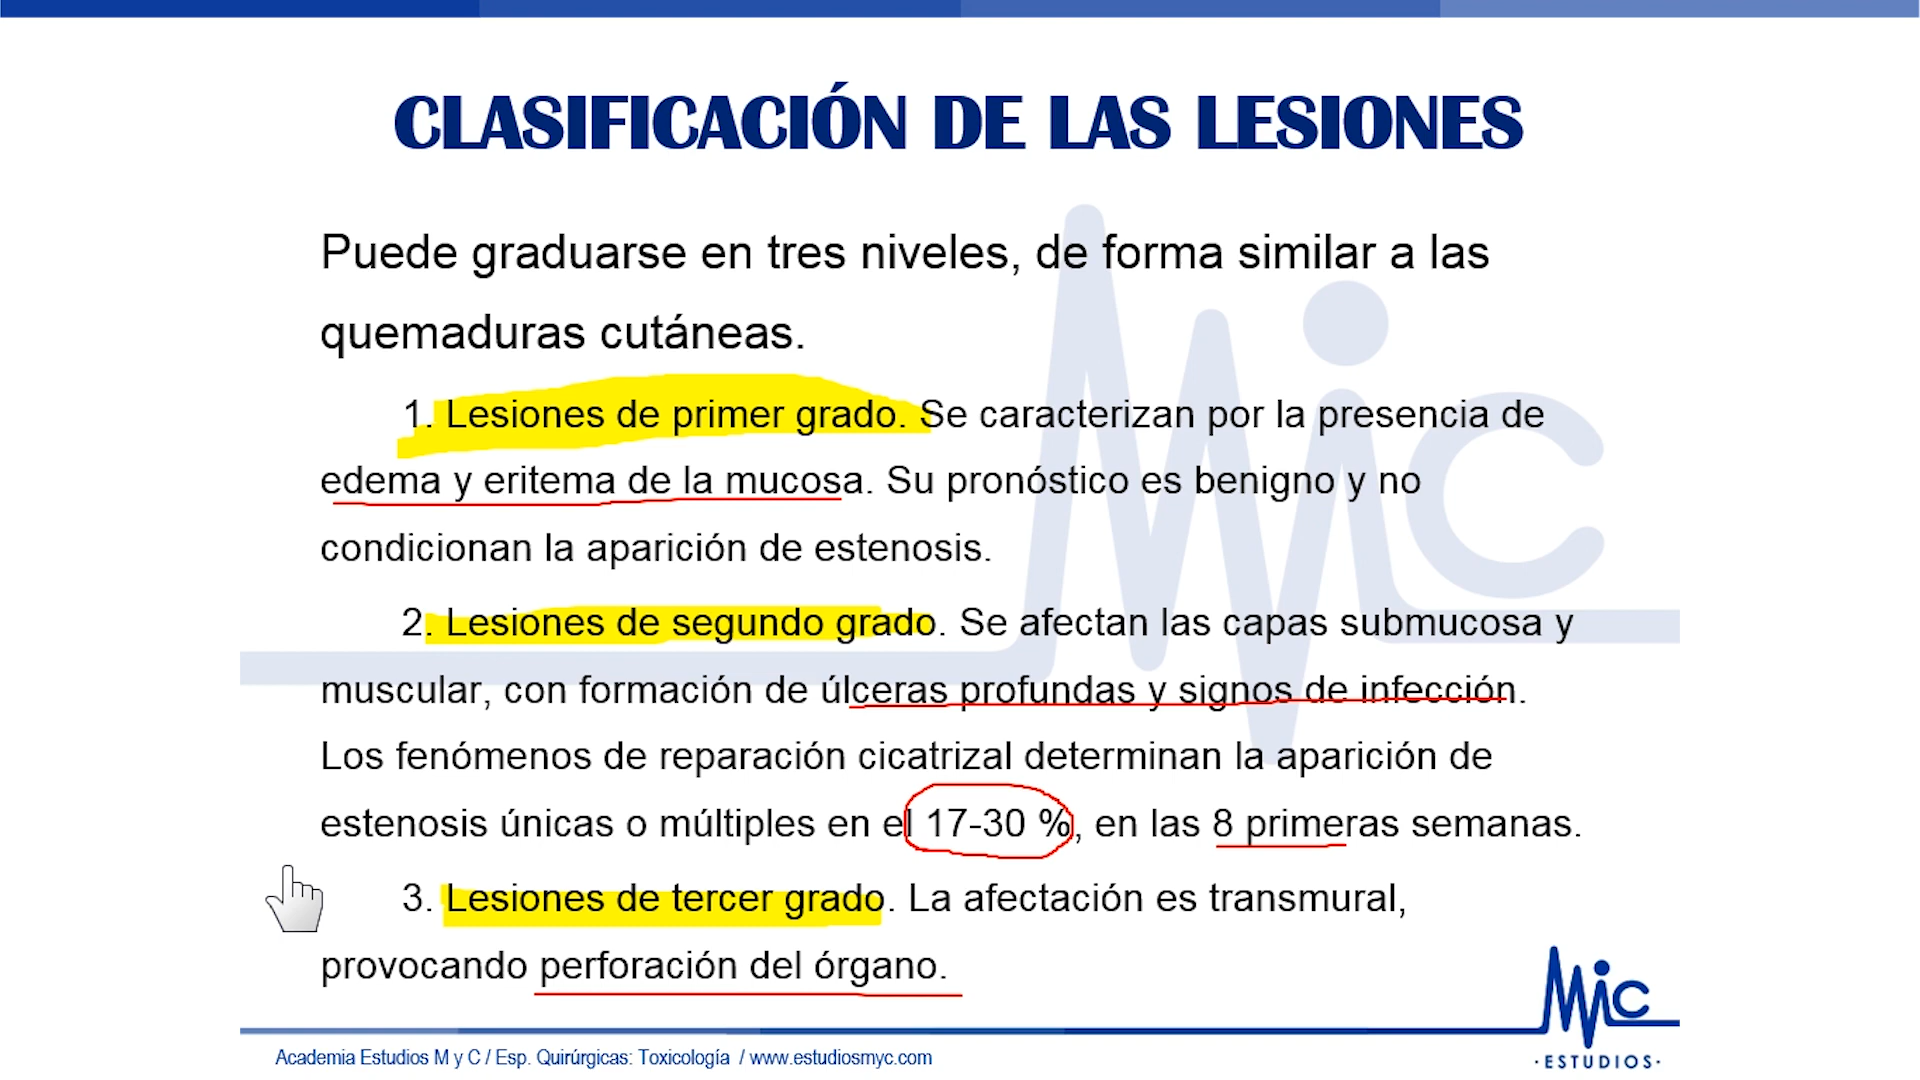 CLASIFICACIÓN DE LAS LESIONES
Puede graduarse en tres niveles, de forma similar a las
quemaduras cutáneas.
1. Lesiones de primer grado. Se caracterizan por la presencia de
edema y eritema de la mucosa. Su pronóstico es benigno y no
condicionan la aparición de estenosis.
2. Lesiones de segundo grado. Se afectan las capas submucosa y
muscular, con formación de úlceras profundas y signos de infección.
Los fenómenos de reparación cicatrizal determinan la aparición de
estenosis únicas o múltiples en el 17-30 %, en las 8 primeras semanas.
3. Lesiones de tercer grado. La afectación es transmural,
provocando perforación del órgano.
MiC
MiC
·ESTUDIOS·
Academia Estudios M y C / Esp. Quirúrgicas: Toxicología / www.estudiosmyc.com